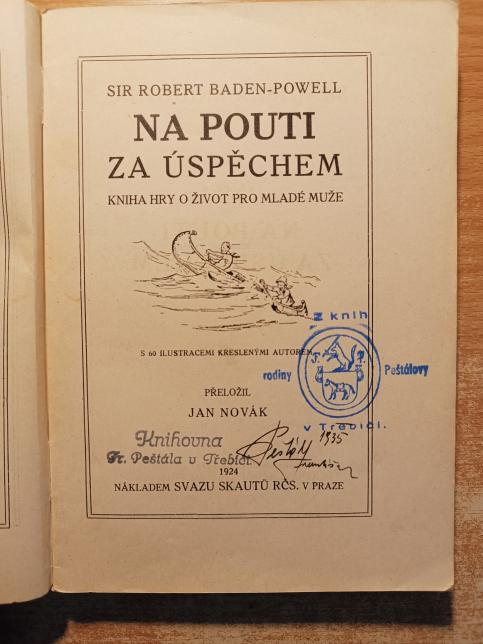 SIR ROBERT BADEN-POWELL
NA POUTI
ZA ÚSPĚCHEM
KNIHA HRY O ŽIVOT PRO MLADÉ MUŽE
S 60 ILUSTRACEMI KRESLENÝMI AUTOREM
Z knih
F. P.
rodiny Peštálovy
v Třebíči.
PŘELOŽIL
JAN NOVÁK
Knihovna
Fr. Peštála v Třebíči
1935
František
1924
NÁKLADEM SVAZU SKAUTŮ RČS. V PRAZE